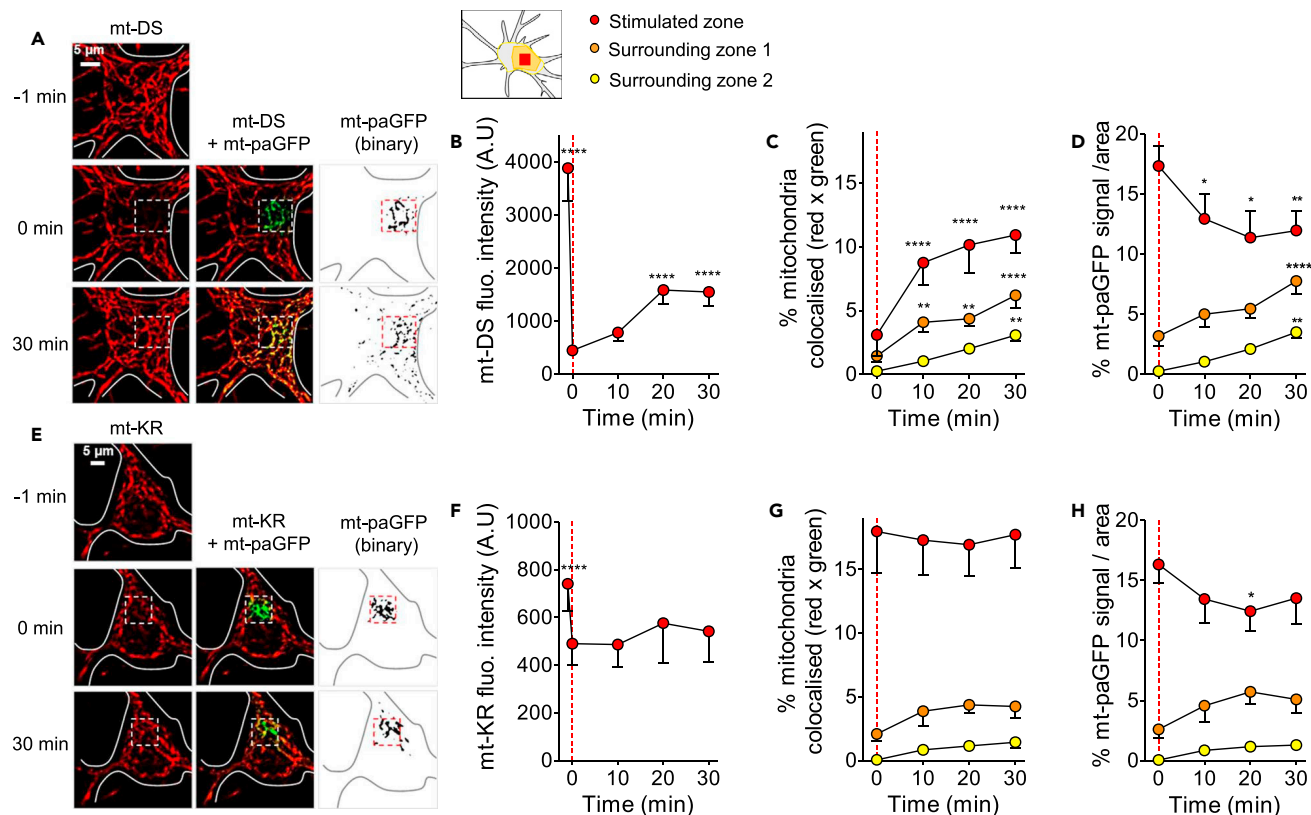 Stimulated zone
Surrounding zone 1
Surrounding zone 2
A
mt-DS
5 µm
-1 min
mt-DS
+ mt-paGFP
mt-paGFP
(binary)
0 min
30 min
B
mt-DS fluo. intensity (A.U)
4000
3000
2000
1000
0
****
****
****
0 10 20 30
Time (min)
C
% mitochondria
colocalised (red x green)
15
10
5
0
****
****
****
**
**
****
**
0 10 20 30
Time (min)
D
% mt-paGFP signal /area
20
15
10
5
0
*
*
**
****
**
0 10 20 30
Time (min)
E
mt-KR
5 µm
-1 min
mt-KR
+ mt-paGFP
mt-paGFP
(binary)
0 min
30 min
F
mt-KR fluo. intensity (A.U)
1000
800
600
400
200
0
****
0 10 20 30
Time (min)
G
% mitochondria
colocalised (red x green)
15
10
5
0
0 10 20 30
Time (min)
H
% mt-paGFP signal / area
20
15
10
5
0
*
0 10 20 30
Time (min)